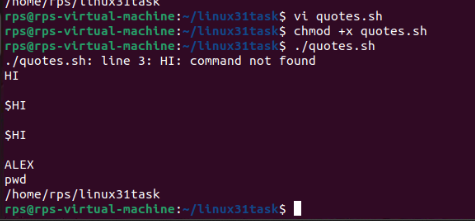 /home/rps/linux31task
rps@rps-virtual-machine:~/linux31task$ vi quotes.sh
rps@rps-virtual-machine:~/linux31task$ chmod +x quotes.sh
rps@rps-virtual-machine:~/linux31task$ ./quotes.sh
./quotes.sh: line 3: HI: command not found
HI
$HI
$HI
ALEX
pwd
/home/rps/linux31task
rps@rps-virtual-machine:~/linux31task$